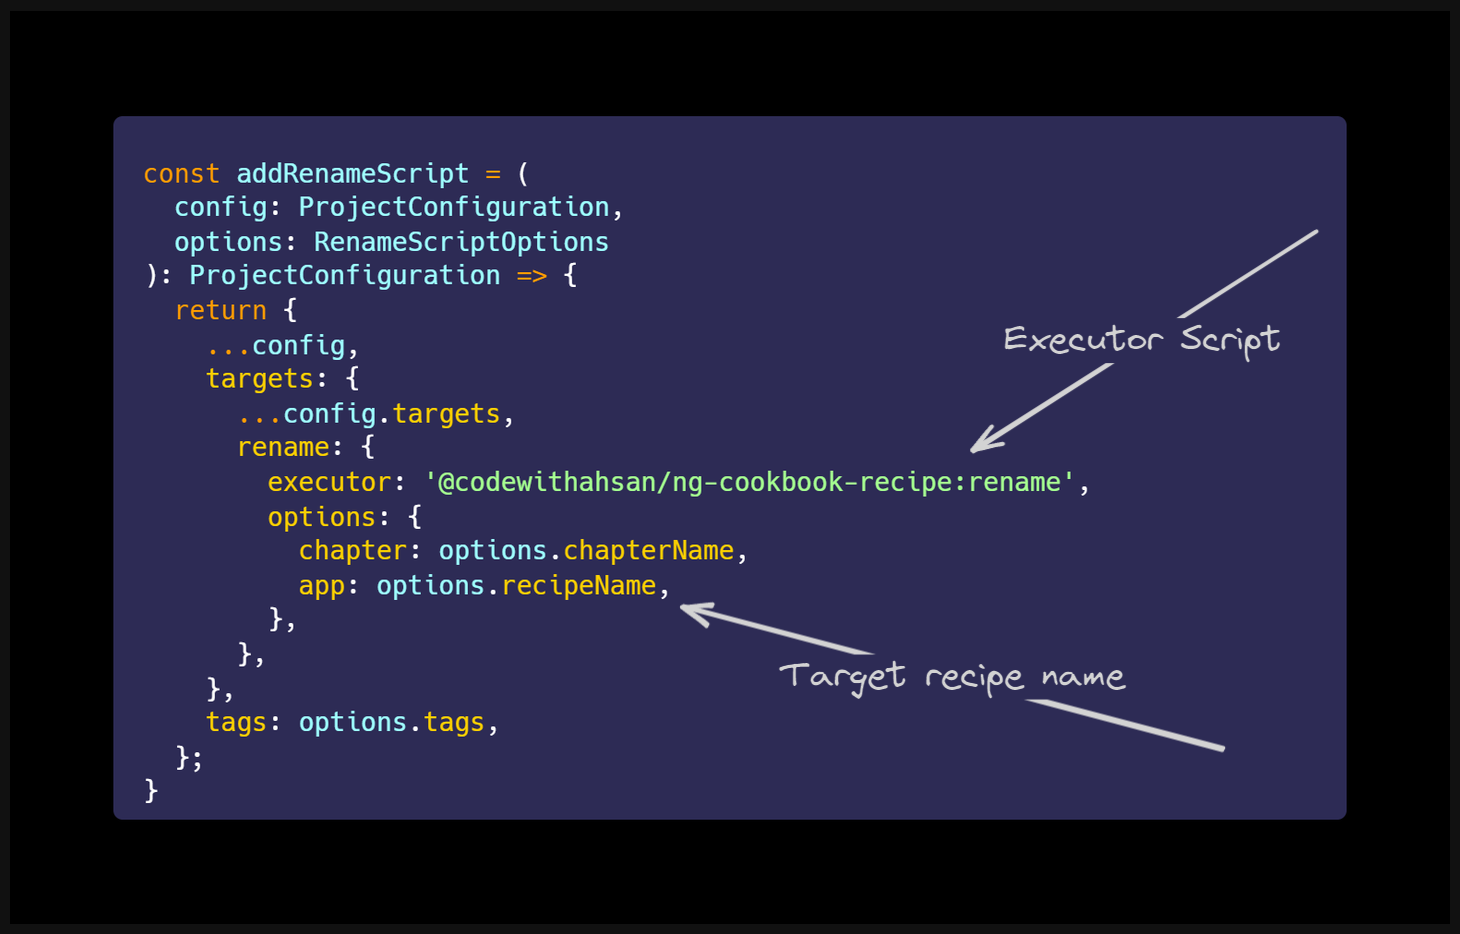 const addRenameScript = (
  config: ProjectConfiguration,
  options: RenameScriptOptions
): ProjectConfiguration => {
  return {
    ...config,
    targets: {
      ...config.targets,
      rename: {
        executor: '@codewithahsan/ng-cookbook-recipe:rename',
        options: {
          chapter: options.chapterName,
          app: options.recipeName,
        },
      },
    },
    tags: options.tags,
  };
}
Executor Script
Target recipe name